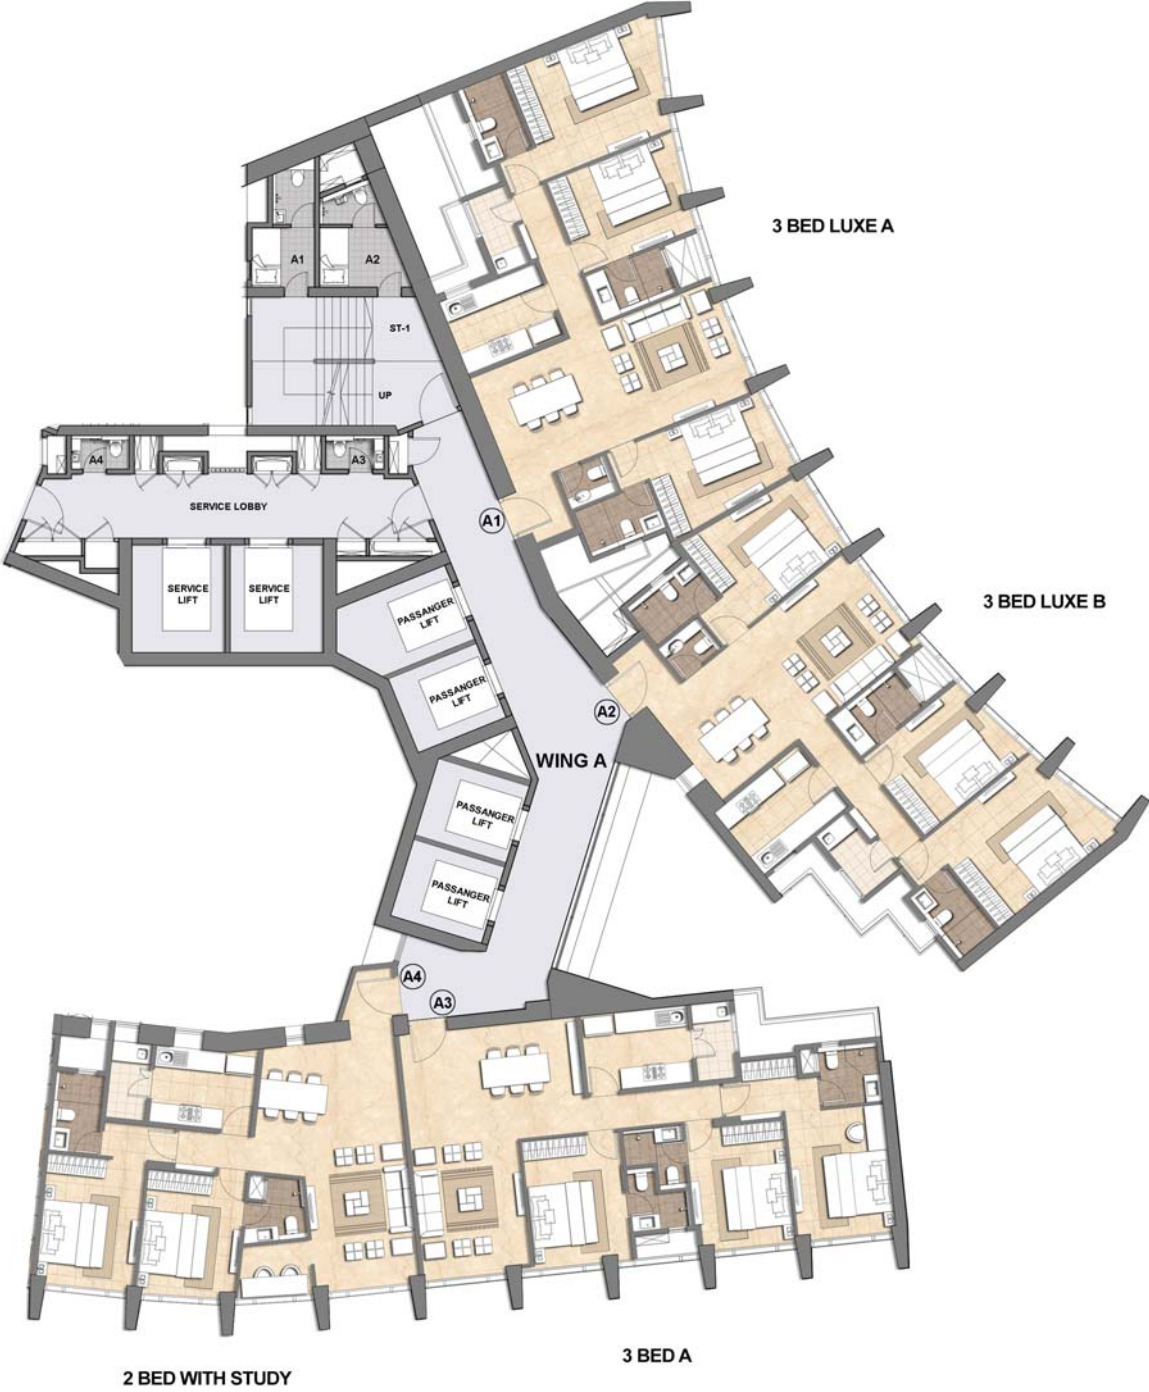 3 BED LUXE A
A1
A2
ST-1
UP
A4
A3
SERVICE LOBBY
A1
SERVICE
LIFT
SERVICE
LIFT
PASSANGER
LIFT
3 BED LUXE B
PASSANGER
LIFT
A2
WING A
PASSANGER
LIFT
PASSANGER
LIFT
A4
A3
3 BED A
2 BED WITH STUDY